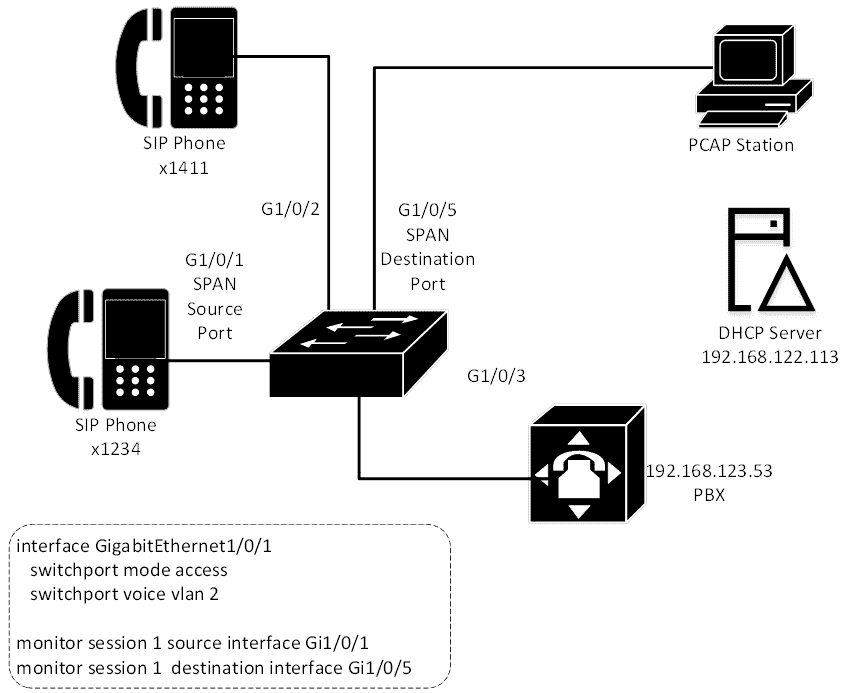 SIP Phone
x1411
PCAP Station
G1/0/2
G1/0/5
SPAN
Destination
Port
G1/0/1
SPAN
Source
Port
DHCP Server
192.168.122.113
G1/0/3
SIP Phone
x1234
192.168.123.53
PBX
interface GigabitEthernet1/0/1
switchport mode access
switchport voice vlan 2
monitor session 1 source interface Gi1/0/1
monitor session 1 destination interface Gi1/0/5